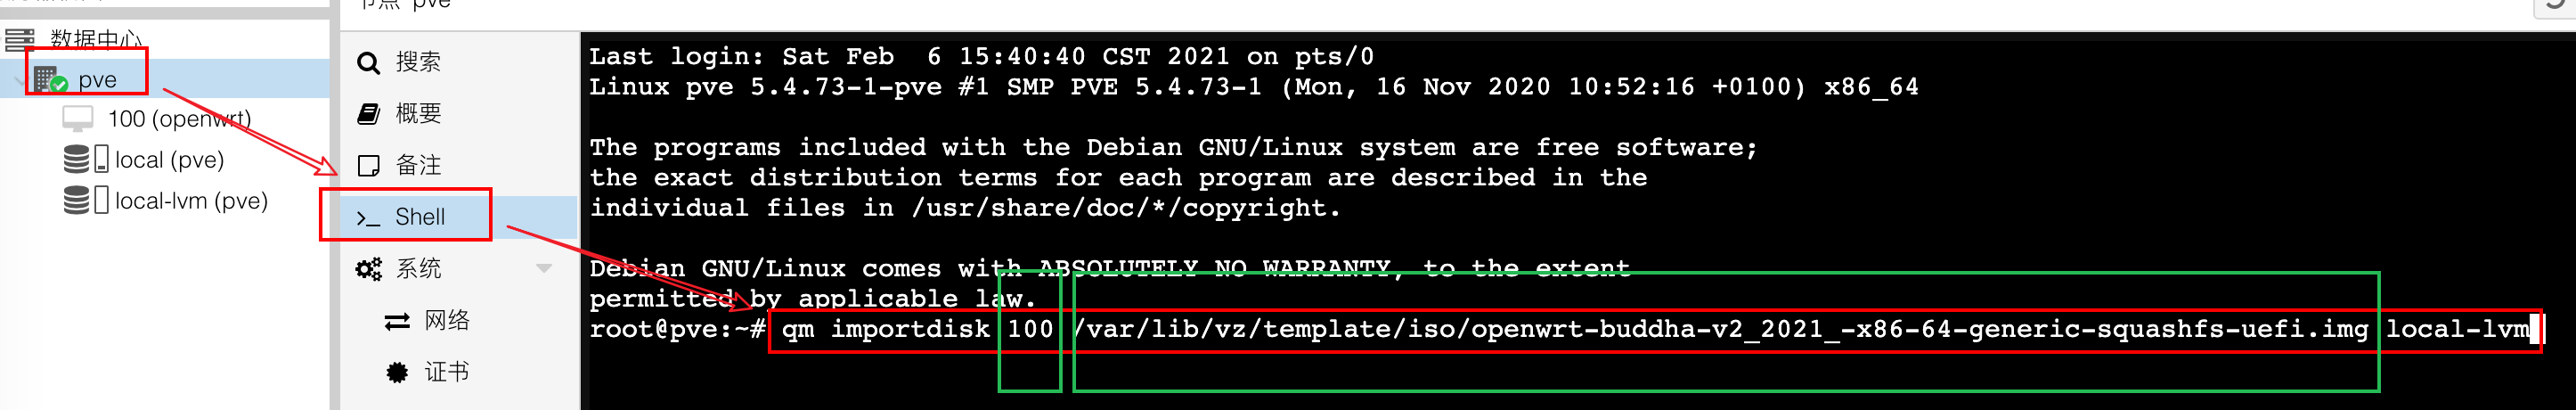 节点 pve
数据中心
pve
100 (openwrt)
local (pve)
local-lvm (pve)
搜索
概要
备注
Shell
系统
网络
证书
Last login: Sat Feb  6 15:40:40 CST 2021 on pts/0
Linux pve 5.4.73-1-pve #1 SMP PVE 5.4.73-1 (Mon, 16 Nov 2020 10:52:16 +0100) x86_64
The programs included with the Debian GNU/Linux system are free software;
the exact distribution terms for each program are described in the
individual files in /usr/share/doc/*/copyright.
Debian GNU/Linux comes with ABSOLUTELY NO WARRANTY, to the extent
permitted by applicable law.
root@pve:~# qm importdisk 100 /var/lib/vz/template/iso/openwrt-buddha-v2_2021_-x86-64-generic-squashfs-uefi.img local-lvm